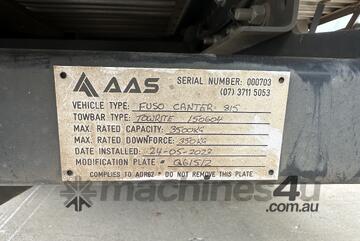 AAS
SERIAL NUMBER: 000703
(07) 3711 5053
VEHICLE TYPE: FUSO CANTER 815
TOWBAR TYPE: TOWRITE 150604
MAX. RATED CAPACITY: 3500KG
MAX. RATED DOWNFORCE: 350KG
DATE INSTALLED: 24-05-2022
MODIFICATION PLATE # Q61512
COMPLIES TO ADR62 * DO NOT REMOVE THIS PLATE
machines4u
.com.au